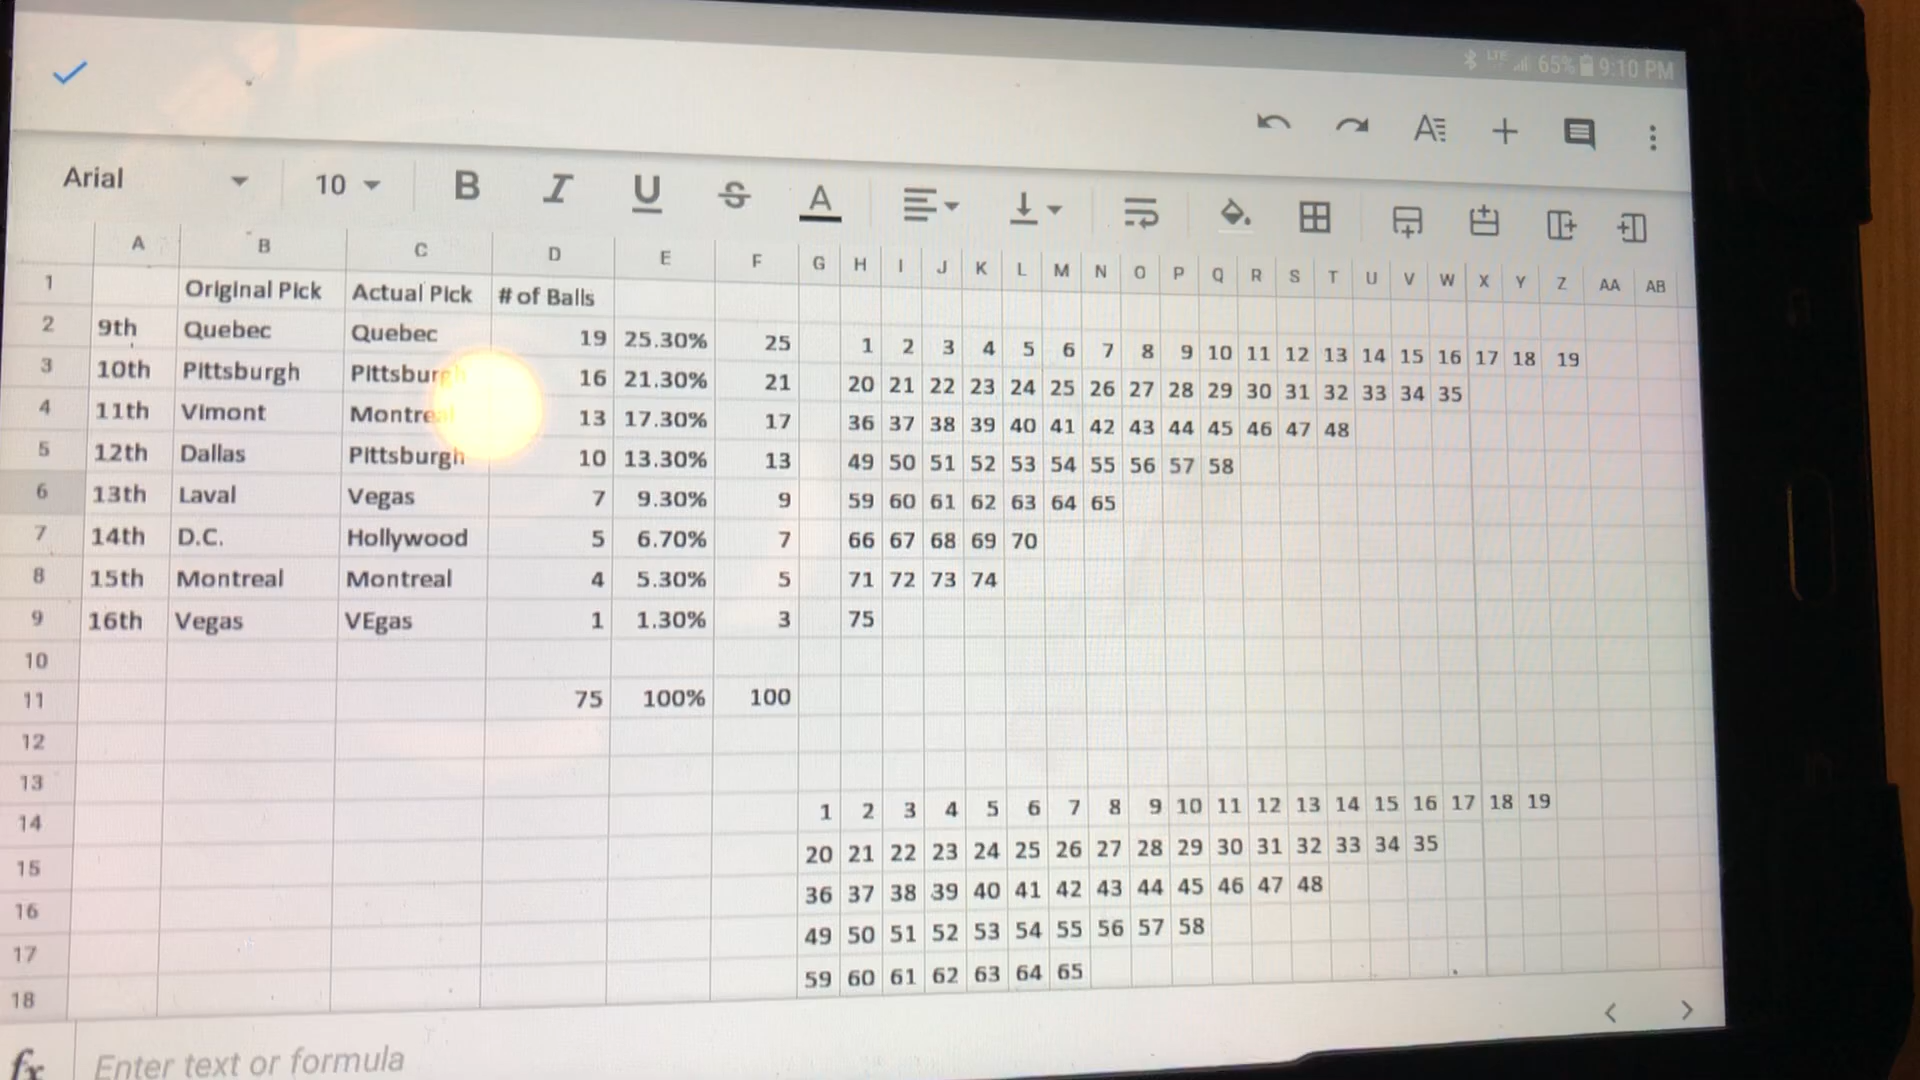 LTE 65% 9:10 PM
Arial 10 B I U S A
A B C D E F G H I J K L M N O P Q R S T U V W X Y Z AA AB
1 Original Pick Actual Pick # of Balls
2 9th Quebec Quebec 19 25.30% 25 1 2 3 4 5 6 7 8 9 10 11 12 13 14 15 16 17 18 19
3 10th Pittsburgh Pittsburgh 16 21.30% 21 20 21 22 23 24 25 26 27 28 29 30 31 32 33 34 35
4 11th Vimont Montreal 13 17.30% 17 36 37 38 39 40 41 42 43 44 45 46 47 48
5 12th Dallas Pittsburgh 10 13.30% 13 49 50 51 52 53 54 55 56 57 58
6 13th Laval Vegas 7 9.30% 9 59 60 61 62 63 64 65
7 14th D.C. Hollywood 5 6.70% 7 66 67 68 69 70
8 15th Montreal Montreal 4 5.30% 5 71 72 73 74
9 16th Vegas VEgas 1 1.30% 3 75
10
11 75 100% 100
12
13
14 1 2 3 4 5 6 7 8 9 10 11 12 13 14 15 16 17 18 19
15 20 21 22 23 24 25 26 27 28 29 30 31 32 33 34 35
16 36 37 38 39 40 41 42 43 44 45 46 47 48
17 49 50 51 52 53 54 55 56 57 58
18 59 60 61 62 63 64 65
fx Enter text or formula